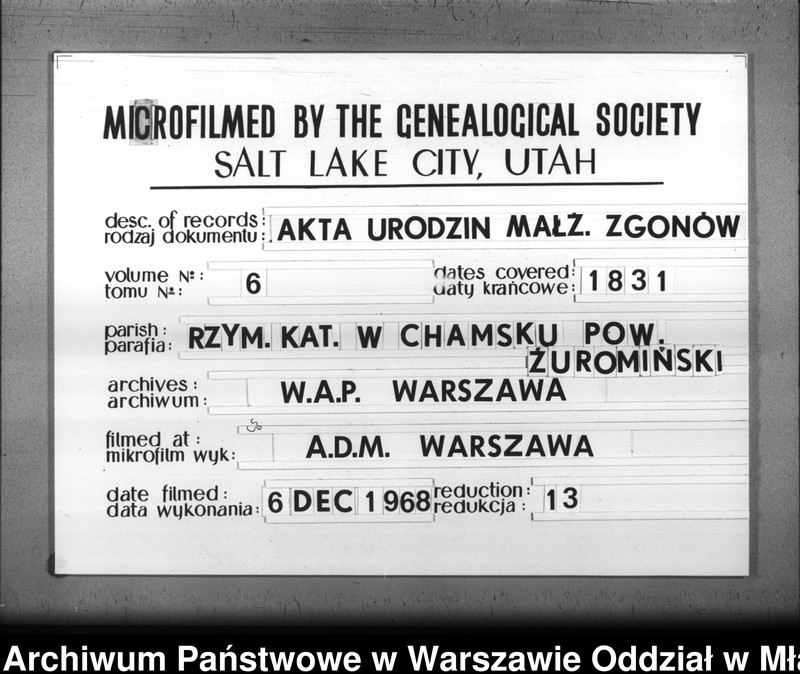 MICROFILMED BY THE GENEALOGICAL SOCIETY
SALT LAKE CITY, UTAH
desc. of records: AKTA URODZIN MAŁŻ. ZGONÓW
rodzaj dokumentu:
volume №: 6 dates covered: 1831
tomu №: daty krańcowe:
parish: RZYM. KAT. W CHAMSKU POW.
parafia: ŻUROMIŃSKI
archives: W.A.P. WARSZAWA
archiwum:
filmed at: A.D.M. WARSZAWA
mikrofilm wyk:
date filmed: 6 DEC 1968 reduction: 13
data wykonania: redukcja:
Archiwum Państwowe w Warszawie Oddział w Mła